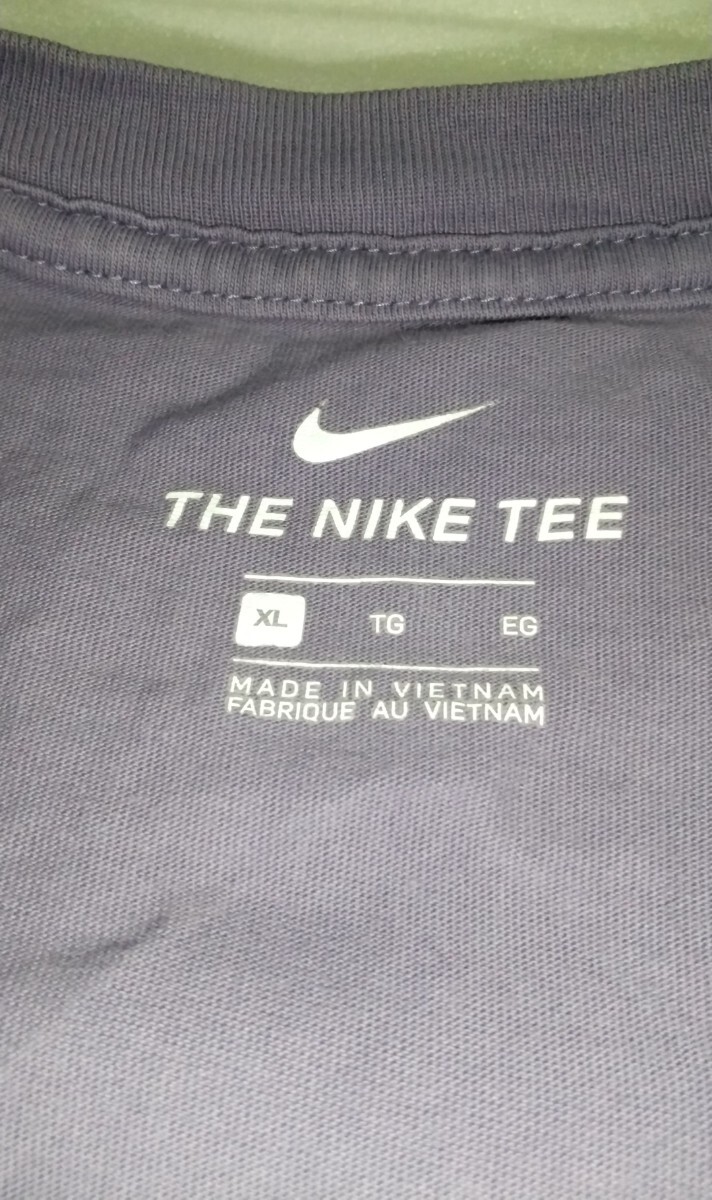 THE NIKE TEE
XL TG EG
MADE IN VIETNAM
FABRIQUE AU VIETNAM